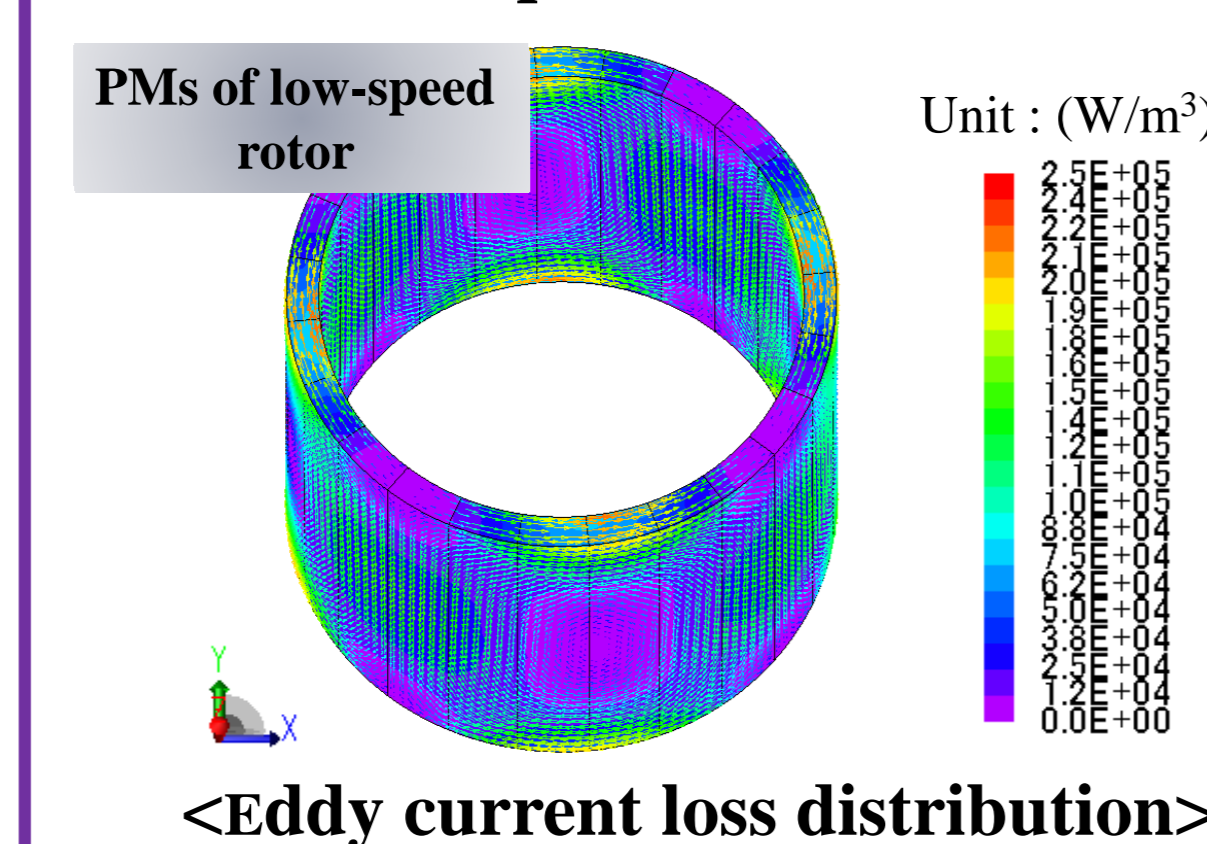 PMs of low-speed
rotor
Unit : (W/m³)
2.5E+05
2.4E+05
2.2E+05
2.1E+05
2.0E+05
1.9E+05
1.8E+05
1.6E+05
1.5E+05
1.4E+05
1.2E+05
1.1E+05
1.0E+05
8.8E+04
7.5E+04
6.2E+04
5.0E+04
3.8E+04
2.5E+04
1.2E+04
0.0E+00
Y
X
<Eddy current loss distribution>